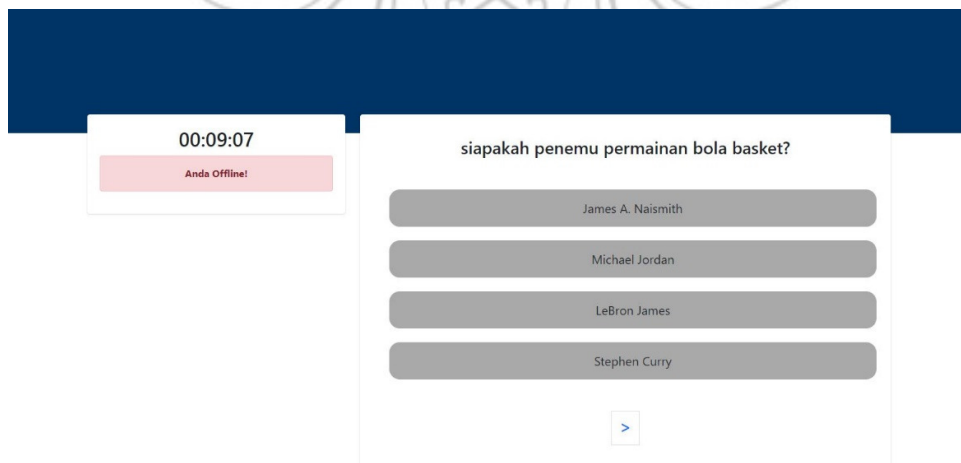 00:09:07
Anda Offline!
siapakah penemu permainan bola basket?
James A. Naismith
Michael Jordan
LeBron James
Stephen Curry
>